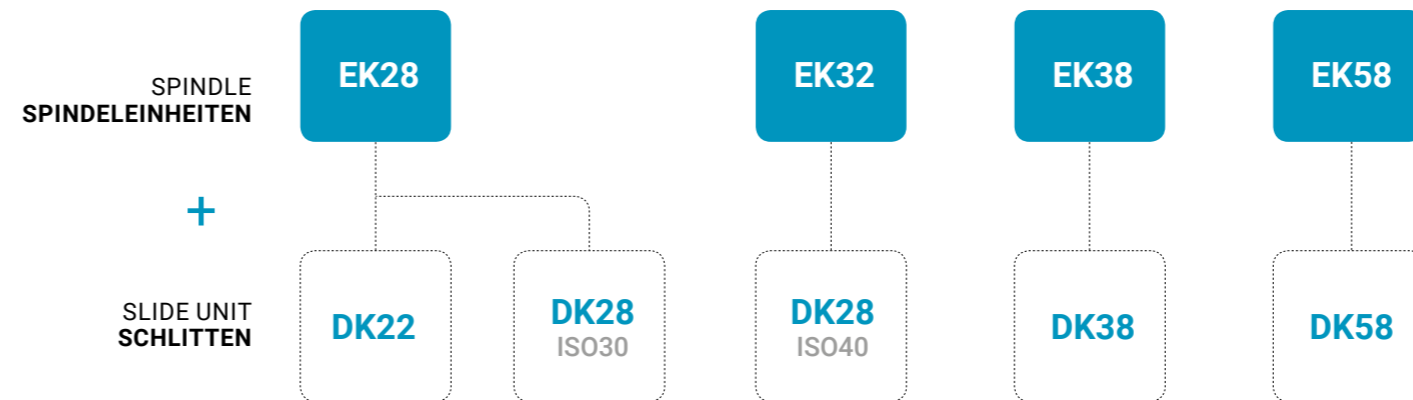 SPINDLE
SPINDELEINHEITEN
EK28
EK32
EK38
EK58
+
SLIDE UNIT
SCHLITTEN
DK22
DK28
ISO30
DK28
ISO40
DK38
DK58